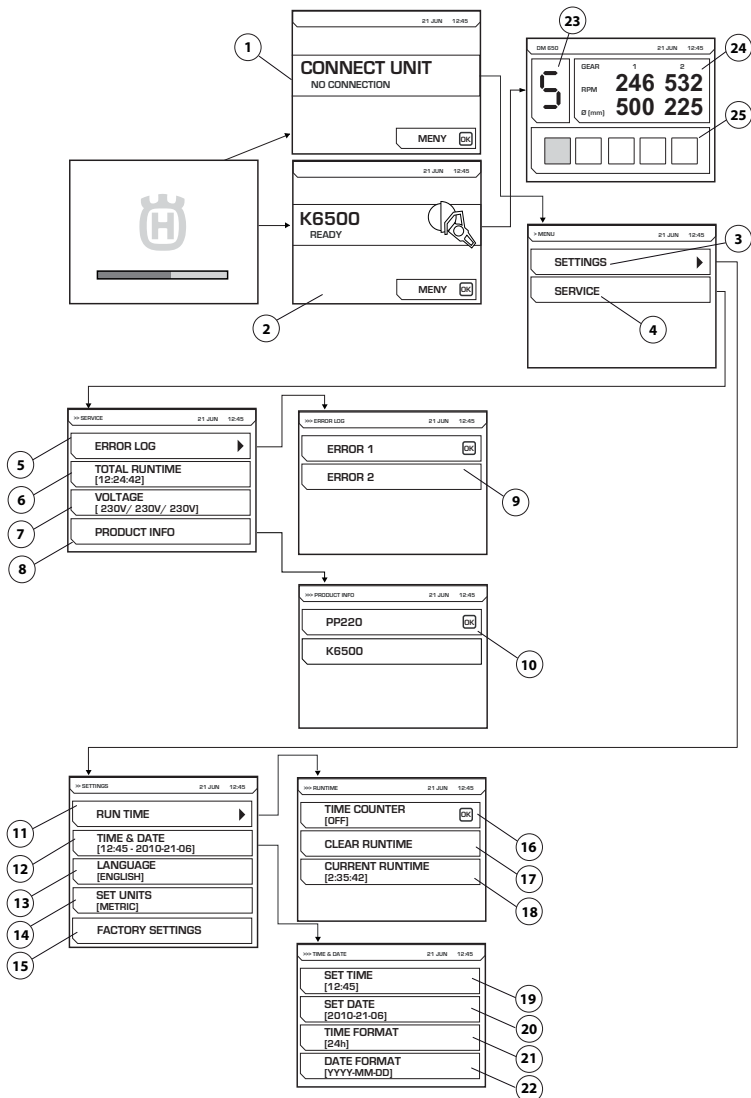 1
21 JUN 12:45
CONNECT UNIT
NO CONNECTION
MENY OK
23
DM 650 21 JUN 12:45
24
5
GEAR 1 2
RPM 246 532
Ø [mm] 500 225
25
H
21 JUN 12:45
K6500
READY
MENY OK
2
> MENU 21 JUN 12:45
SETTINGS
3
SERVICE
4
>> SERVICE 21 JUN 12:45
ERROR LOG
5
TOTAL RUNTIME
[12:24:42]
6
VOLTAGE
[ 230V/ 230V/ 230V]
7
PRODUCT INFO
8
>>> ERROR LOG 21 JUN 12:45
ERROR 1 OK
ERROR 2
9
>>> PRODUCT INFO 21 JUN 12:45
PP220 OK
10
K6500
>> SETTINGS 21 JUN 12:45
RUN TIME
11
TIME & DATE
[12:45 - 2010-21-06]
12
LANGUAGE
[ENGLISH]
13
SET UNITS
[METRIC]
14
FACTORY SETTINGS
15
>>> RUNTIME 21 JUN 12:45
TIME COUNTER OK
[OFF]
16
CLEAR RUNTIME
17
CURRENT RUNTIME
[2:35:42]
18
>>> TIME & DATE 21 JUN 12:45
SET TIME
[12:45]
19
SET DATE
[2010-21-06]
20
TIME FORMAT
[24h]
21
DATE FORMAT
[YYYY-MM-DD]
22